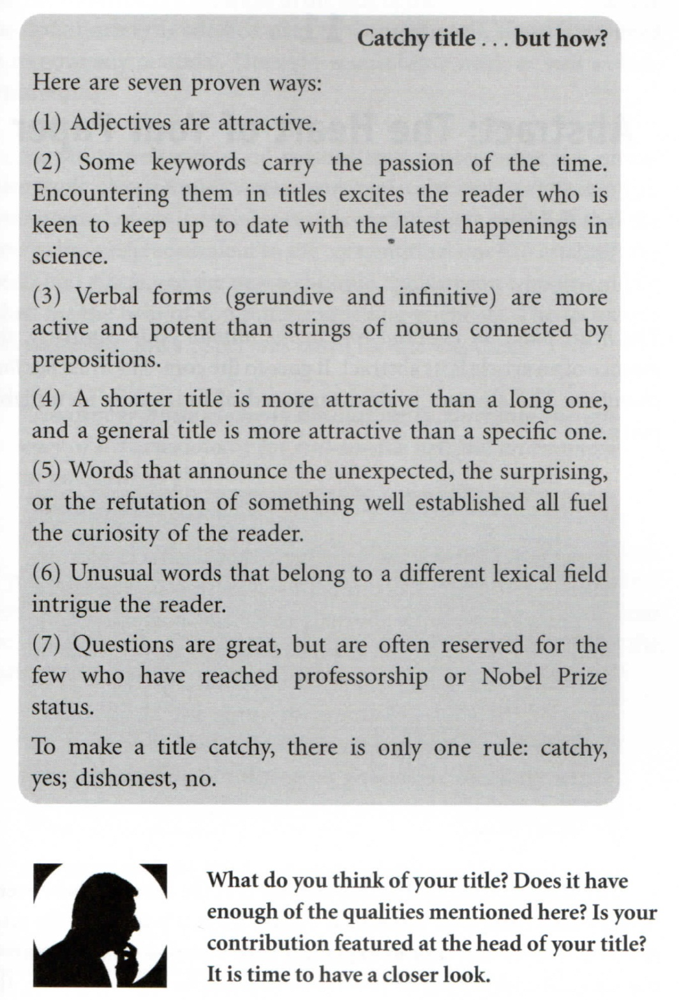 Catchy title . . . but how?
Here are seven proven ways:
(1) Adjectives are attractive.
(2) Some keywords carry the passion of the time.
Encountering them in titles excites the reader who is
keen to keep up to date with the latest happenings in
science.
(3) Verbal forms (gerundive and infinitive) are more
active and potent than strings of nouns connected by
prepositions.
(4) A shorter title is more attractive than a long one,
and a general title is more attractive than a specific one.
(5) Words that announce the unexpected, the surprising,
or the refutation of something well established all fuel
the curiosity of the reader.
(6) Unusual words that belong to a different lexical field
intrigue the reader.
(7) Questions are great, but are often reserved for the
few who have reached professorship or Nobel Prize
status.
To make a title catchy, there is only one rule: catchy,
yes; dishonest, no.
What do you think of your title? Does it have
enough of the qualities mentioned here? Is your
contribution featured at the head of your title?
It is time to have a closer look.